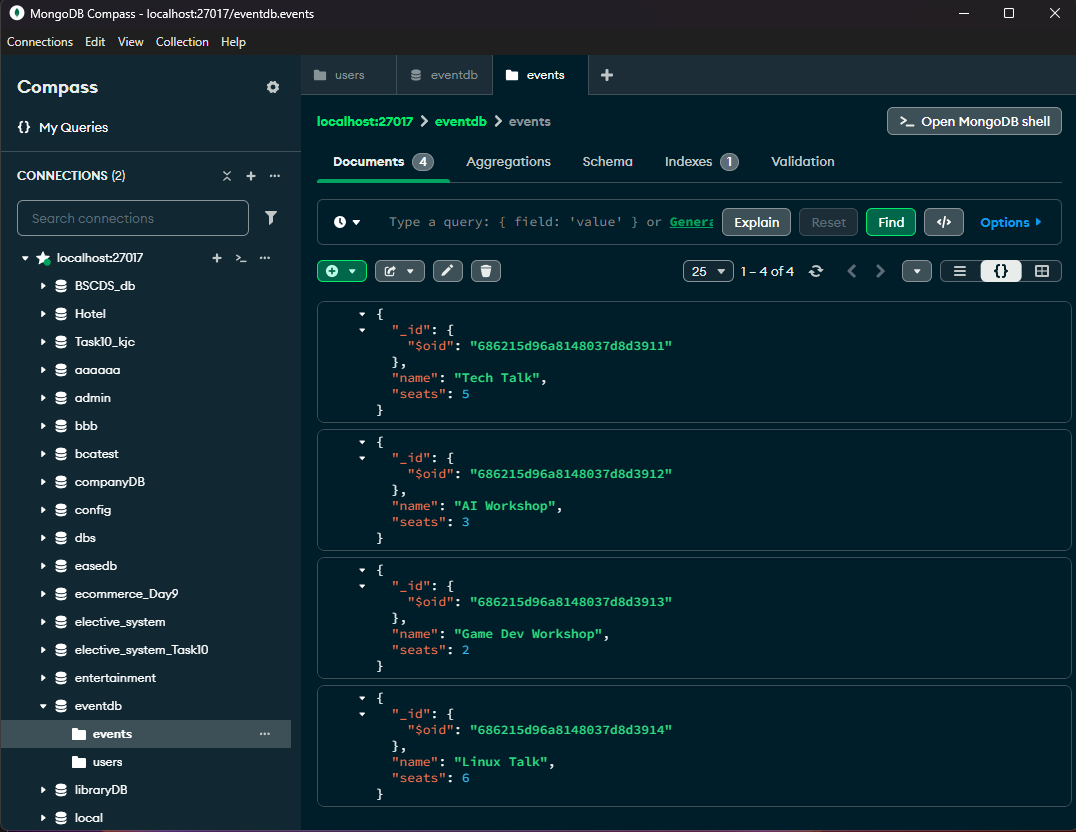 MongoDB Compass - localhost:27017/eventdb.events
Connections Edit View Collection Help
Compass
{} My Queries
CONNECTIONS (2)
Search connections
localhost:27017
BSCDS_db
Hotel
Task10_kjc
aaaaaa
admin
bbb
bcatest
companyDB
config
dbs
easedb
ecommerce_Day9
elective_system
elective_system_Task10
entertainment
eventdb
events
users
libraryDB
local
users eventdb events
localhost:27017 > eventdb > events
>_ Open MongoDB shell
Documents 4 Aggregations Schema Indexes 1 Validation
Type a query: { field: 'value' } or Genera Explain Reset Find </> Options
25 1 – 4 of 4 {}
{
"_id": {
"$oid": "686215d96a8148037d8d3911"
},
"name": "Tech Talk",
"seats": 5
}
{
"_id": {
"$oid": "686215d96a8148037d8d3912"
},
"name": "AI Workshop",
"seats": 3
}
{
"_id": {
"$oid": "686215d96a8148037d8d3913"
},
"name": "Game Dev Workshop",
"seats": 2
}
{
"_id": {
"$oid": "686215d96a8148037d8d3914"
},
"name": "Linux Talk",
"seats": 6
}